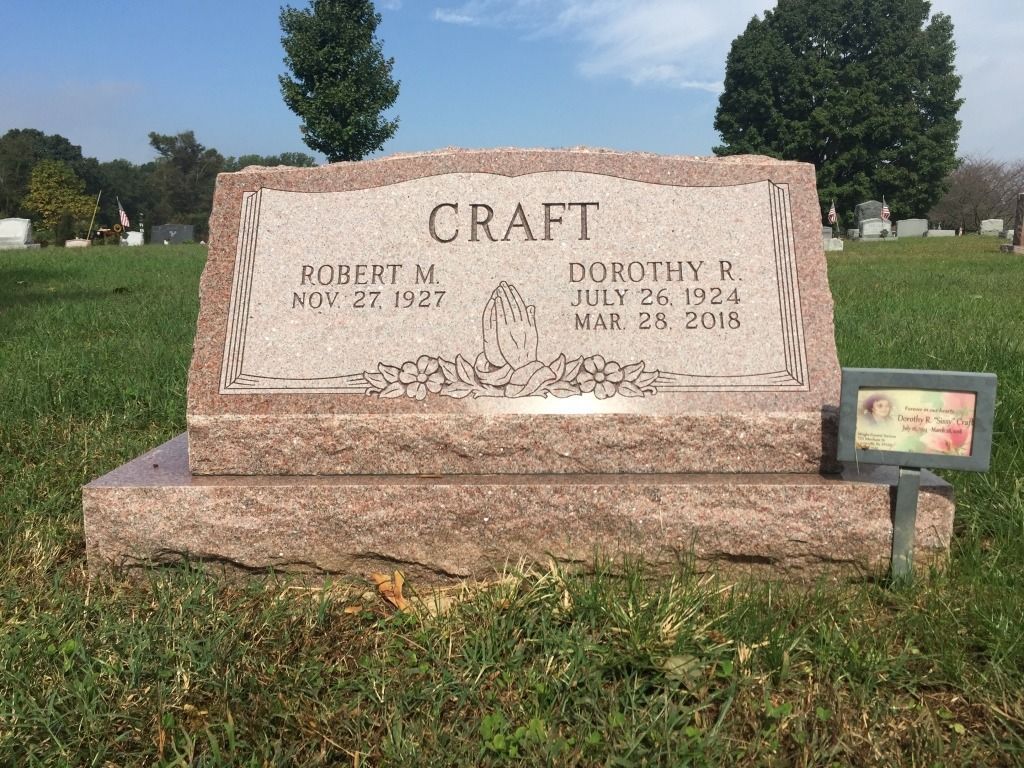 CRAFT
ROBERT M.
NOV. 27, 1927
DOROTHY R.
JULY 26, 1924
MAR. 28, 2018
Forever in our hearts
Dorothy R. "Sissy" Craft